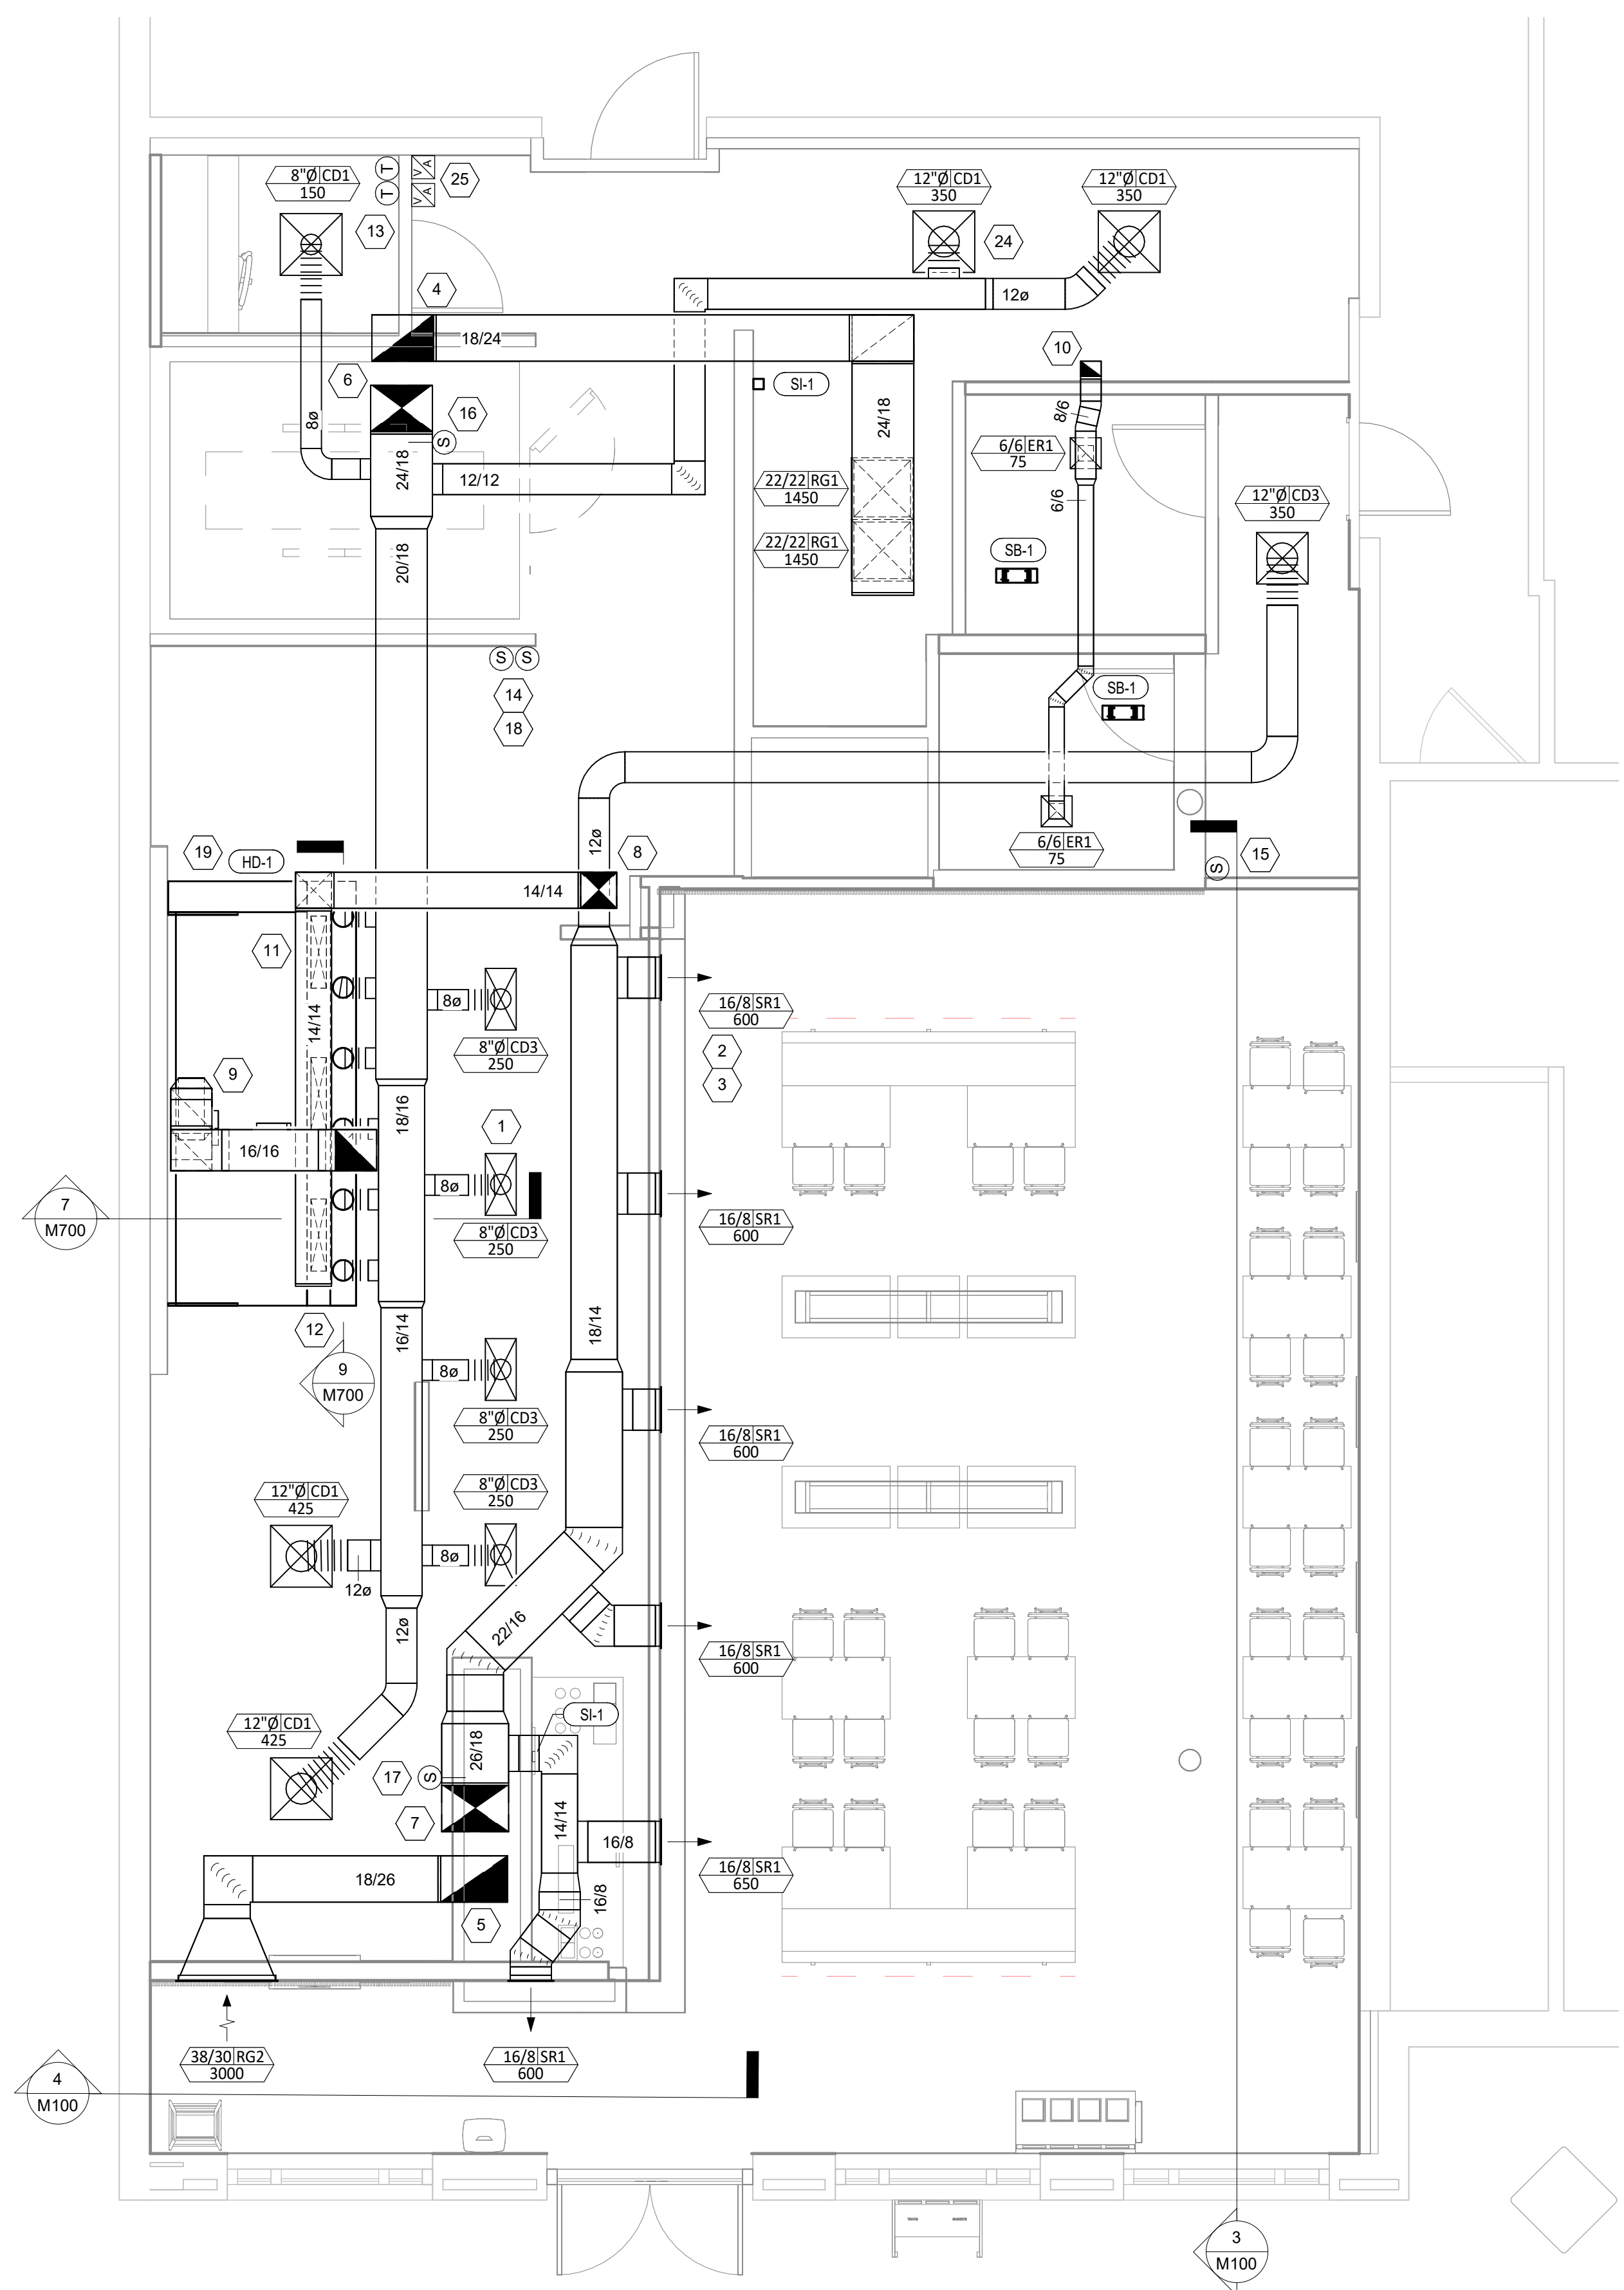 8"Ø CD1
150
T
T
V/A
V/A
25
13
12"Ø CD1
350
24
12"Ø CD1
350
4
12ø
18/24
6
16
S
8ø
24/18
12/12
SI-1
24/18
10
8/6
6/6 ER1
75
6/6
22/22 RG1
1450
22/22 RG1
1450
12"Ø CD3
350
SB-1
20/18
S S
14
18
SB-1
12ø
8
6/6 ER1
75
15
S
19
HD-1
14/14
11
14/14
8ø
8"Ø CD3
250
16/8 SR1
600
2
3
9
18/16
1
16/16
8ø
8"Ø CD3
250
16/8 SR1
600
7
M700
12
16/14
18/14
9
M700
8ø
8"Ø CD3
250
16/8 SR1
600
8"Ø CD3
250
12"Ø CD1
425
12ø
8ø
12ø
22/16
16/8 SR1
600
12"Ø CD1
425
SI-1
26/18
17
S
7
14/14
16/8
16/8 SR1
650
18/26
16/8
5
38/30 RG2
3000
16/8 SR1
600
4
M100
3
M100